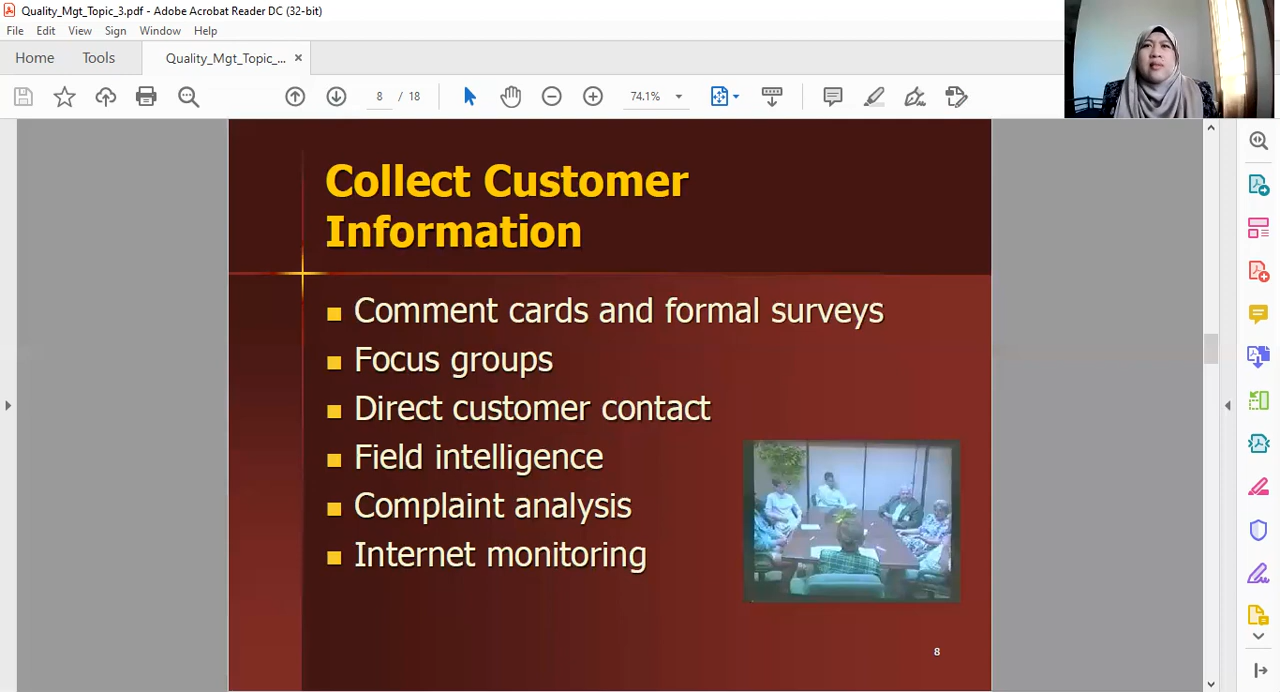 Quality_Mgt_Topic_3.pdf - Adobe Acrobat Reader DC (32-bit)
File Edit View Sign Window Help
Home Tools Quality_Mgt_Topic_... ×
8 / 18 74.1%
Collect Customer
Information
Comment cards and formal surveys
Focus groups
Direct customer contact
Field intelligence
Complaint analysis
Internet monitoring
8